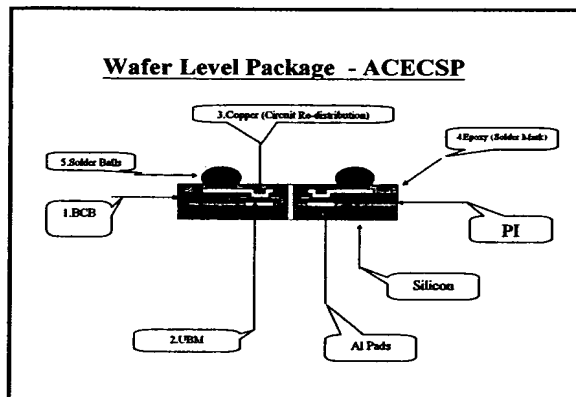 Wafer Level Package - ACECSP
3.Copper (Circuit Re-distribution)
4.Epoxy (Solder Mask)
5.Solder Balls
1.BCB
PI
Silicon
2.UBM
Al Pads